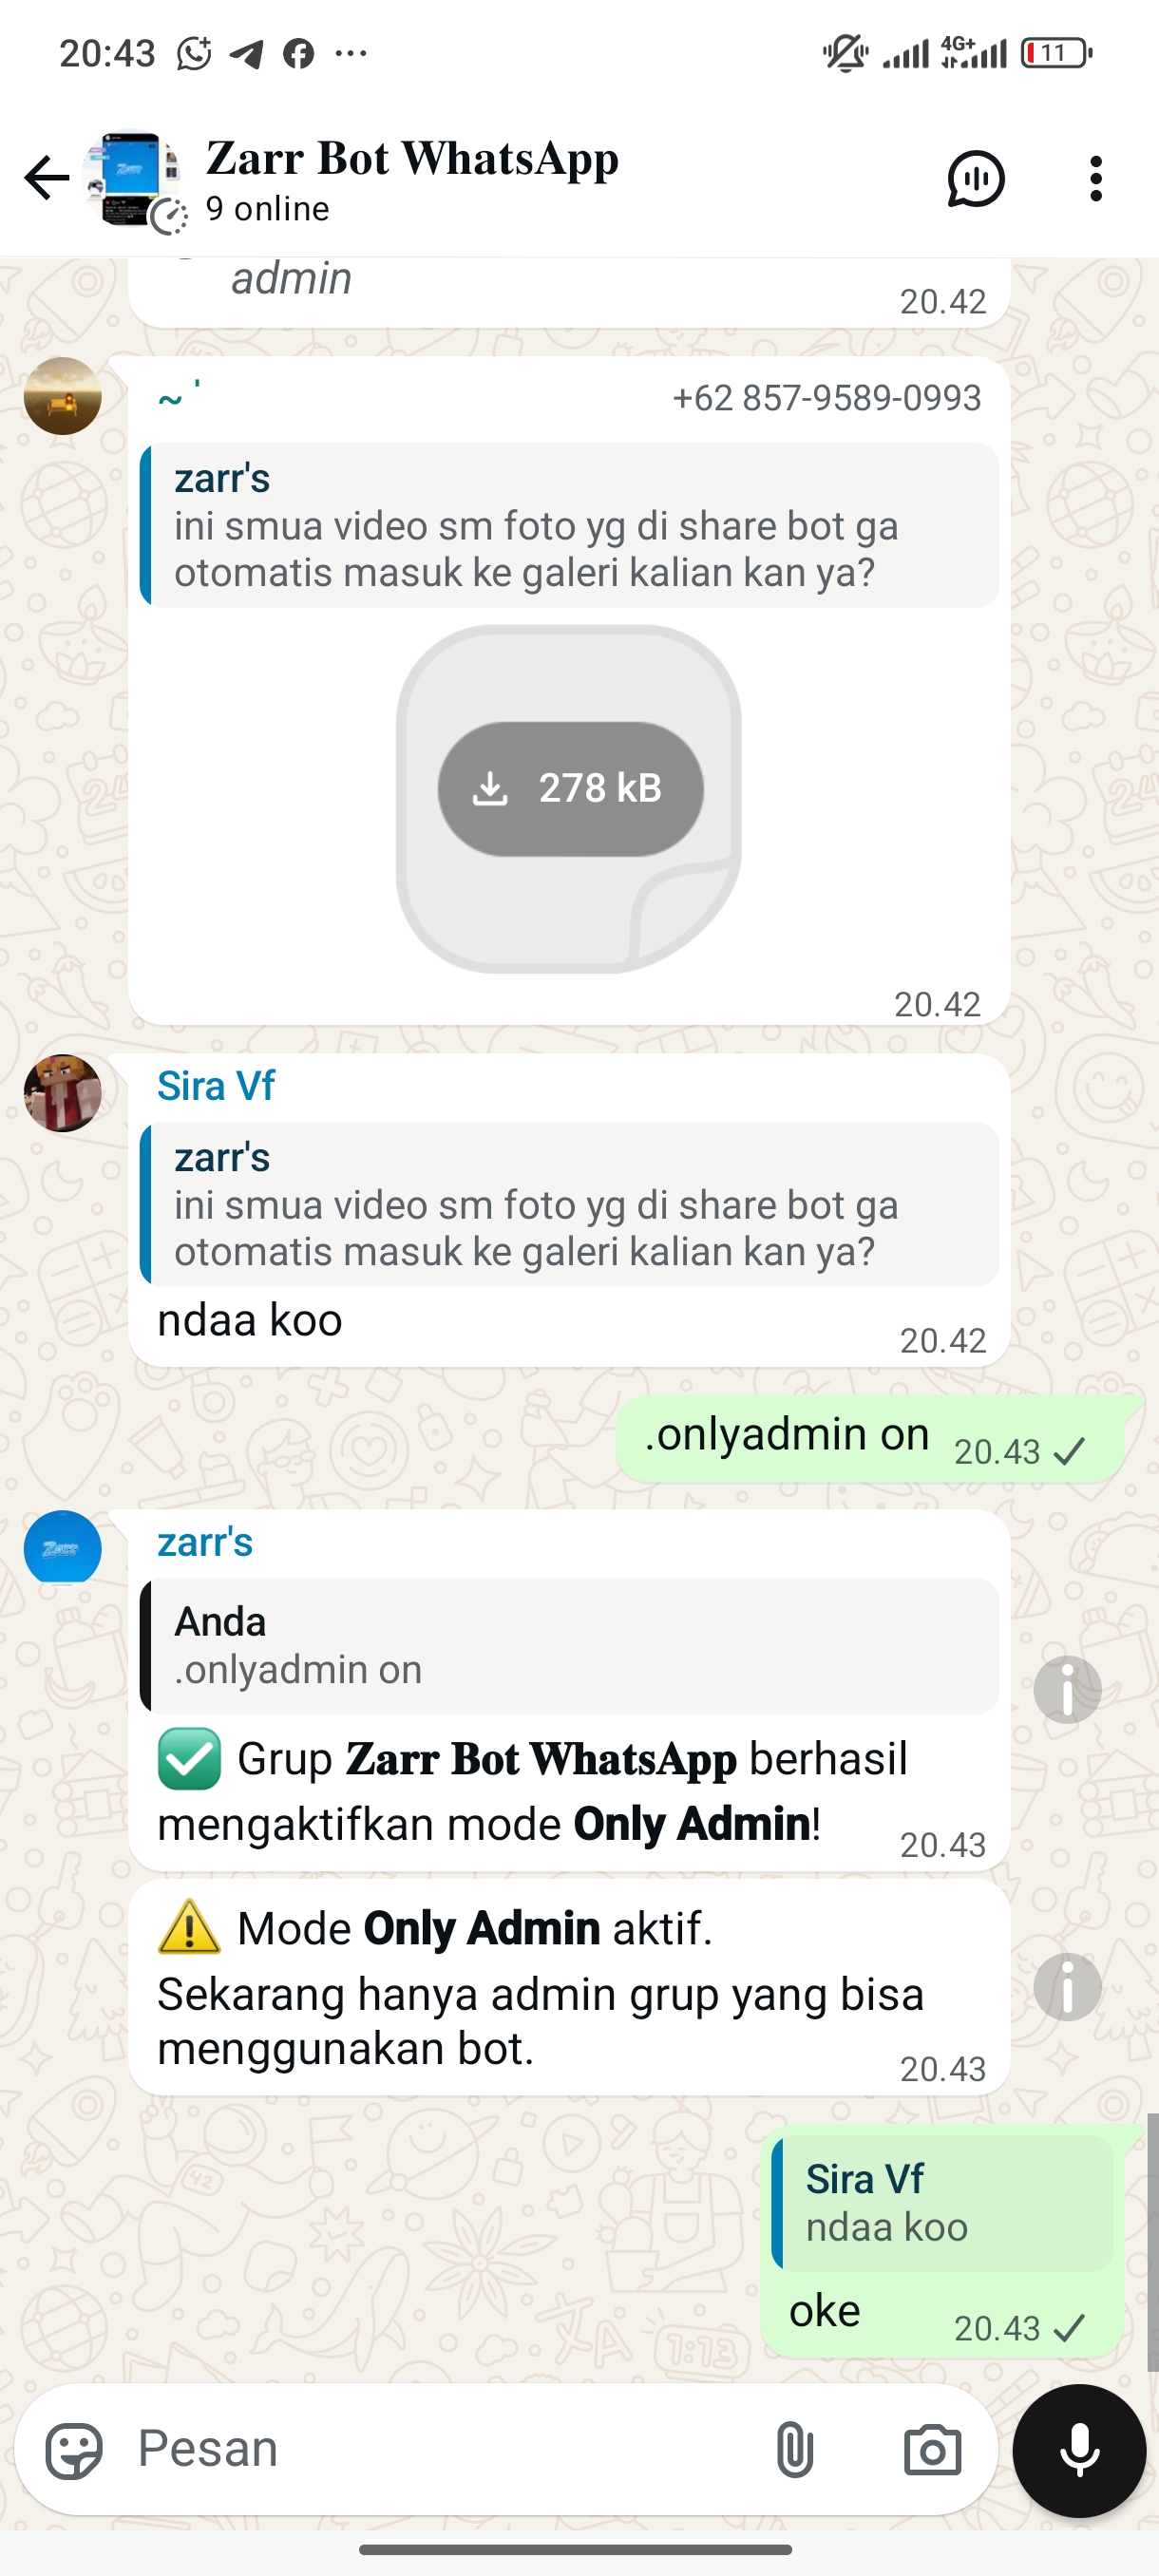 20:43
4G+
11
Zarr Bot WhatsApp
9 online
admin
20.42
~ '
+62 857-9589-0993
zarr's
ini smua video sm foto yg di share bot ga
otomatis masuk ke galeri kalian kan ya?
278 kB
20.42
Sira Vf
zarr's
ini smua video sm foto yg di share bot ga
otomatis masuk ke galeri kalian kan ya?
ndaa koo
20.42
.onlyadmin on 20.43
Zarr
zarr's
Anda
.onlyadmin on
✅ Grup Zarr Bot WhatsApp berhasil
mengaktifkan mode Only Admin!
20.43
⚠️ Mode Only Admin aktif.
Sekarang hanya admin grup yang bisa
menggunakan bot.
20.43
Sira Vf
ndaa koo
oke 20.43
Pesan